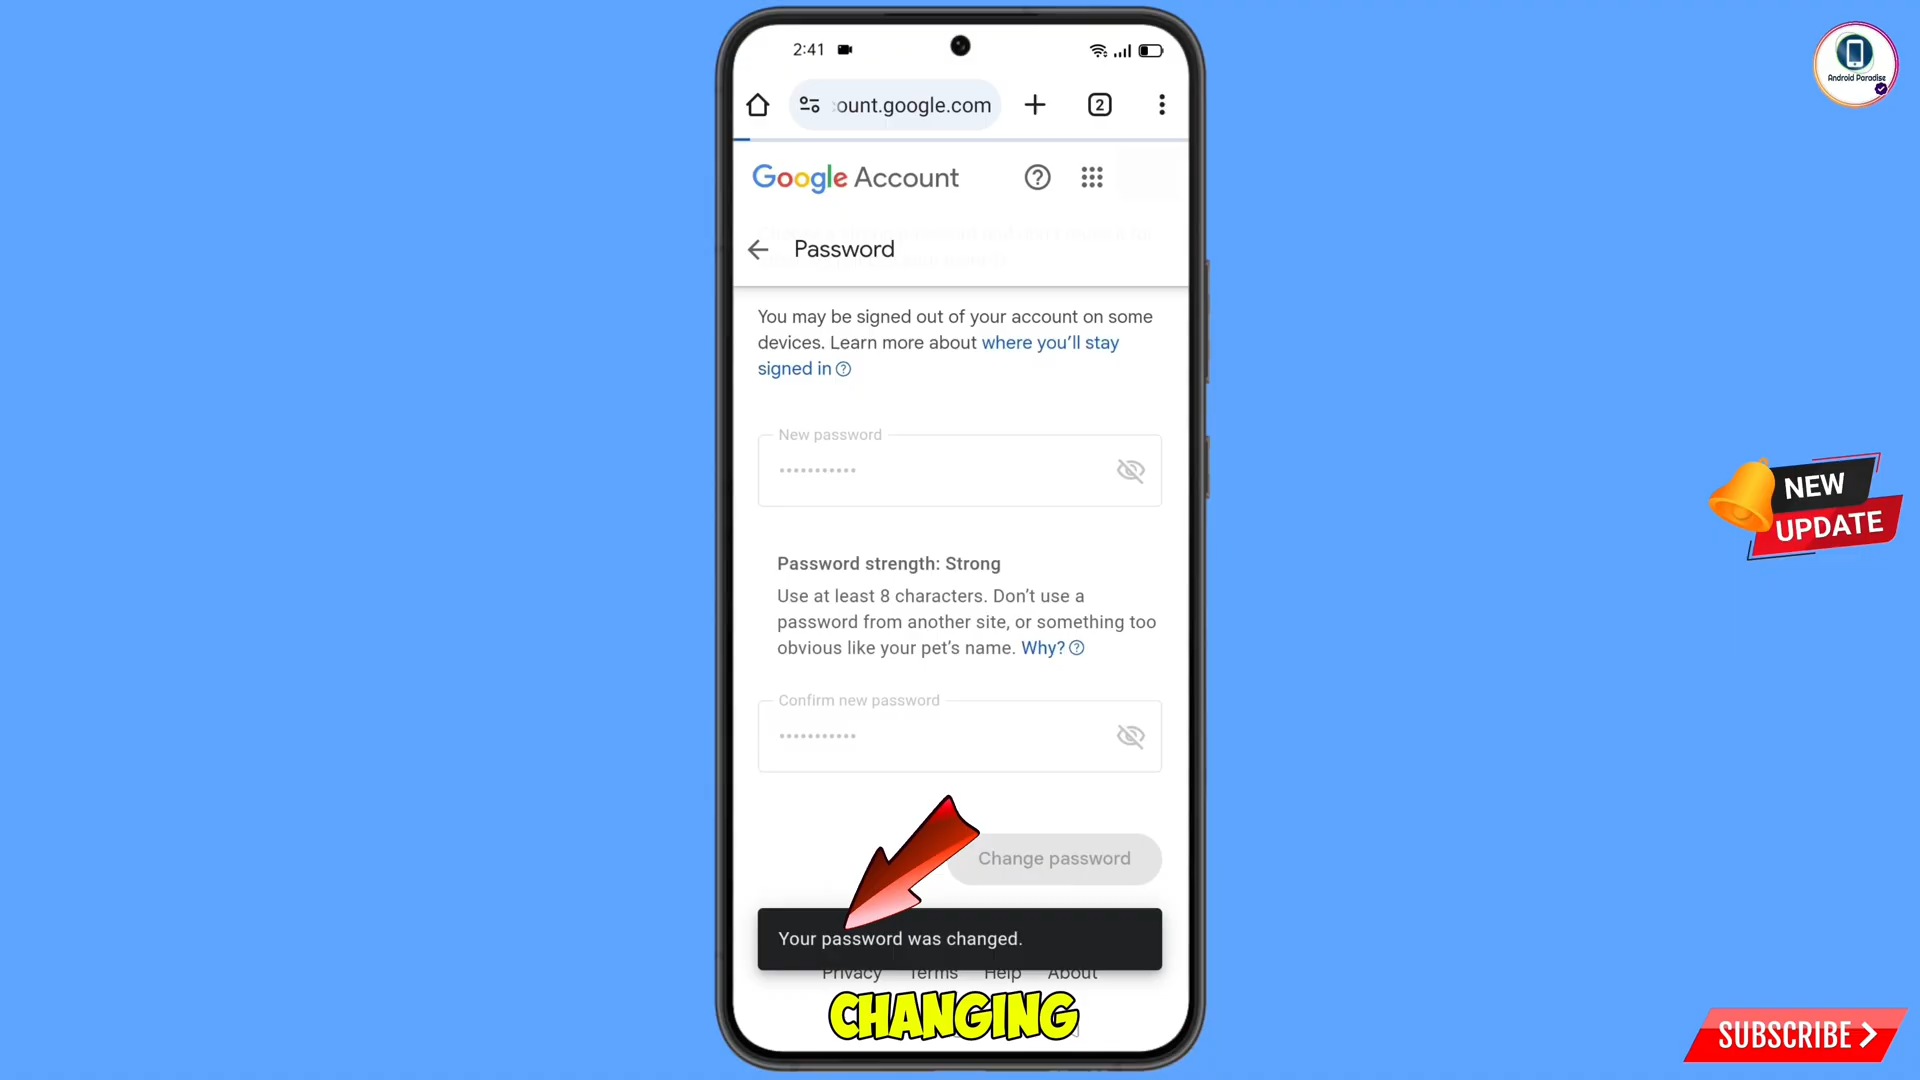 2:41
:ount.google.com
2
Google Account
Password
You may be signed out of your account on some
devices. Learn more about where you'll stay
signed in
New password
•••••••••••
Password strength: Strong
Use at least 8 characters. Don't use a
password from another site, or something too
obvious like your pet's name. Why?
Confirm new password
•••••••••••
Change password
Your password was changed.
Privacy Terms Help About
CHANGING
Android Paradise
NEW
UPDATE
SUBSCRIBE